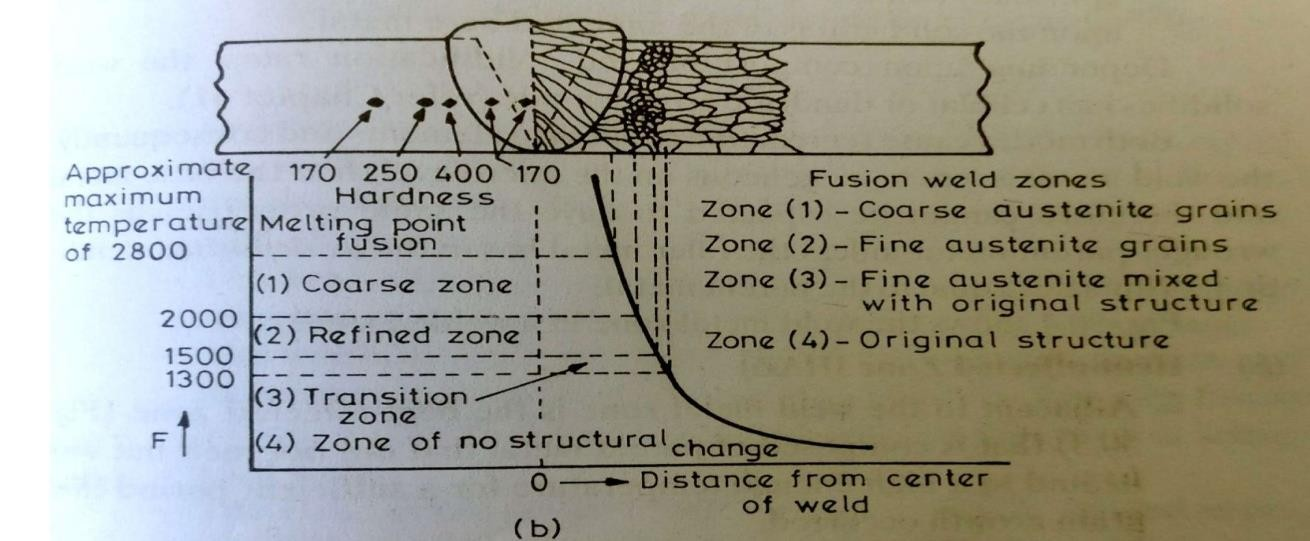 Approximate
maximum
temperature
of 2800
170 250 400 170
Hardness
Melting point
fusion
(1) Coarse zone
2000
(2) Refined zone
1500
1300
(3) Transition
zone
F
(4) Zone of no structural change
0 Distance from center
of weld
(b)
Fusion weld zones
Zone (1) - Coarse austenite grains
Zone (2) - Fine austenite grains
Zone (3) - Fine austenite mixed
with original structure
Zone (4) - Original structure